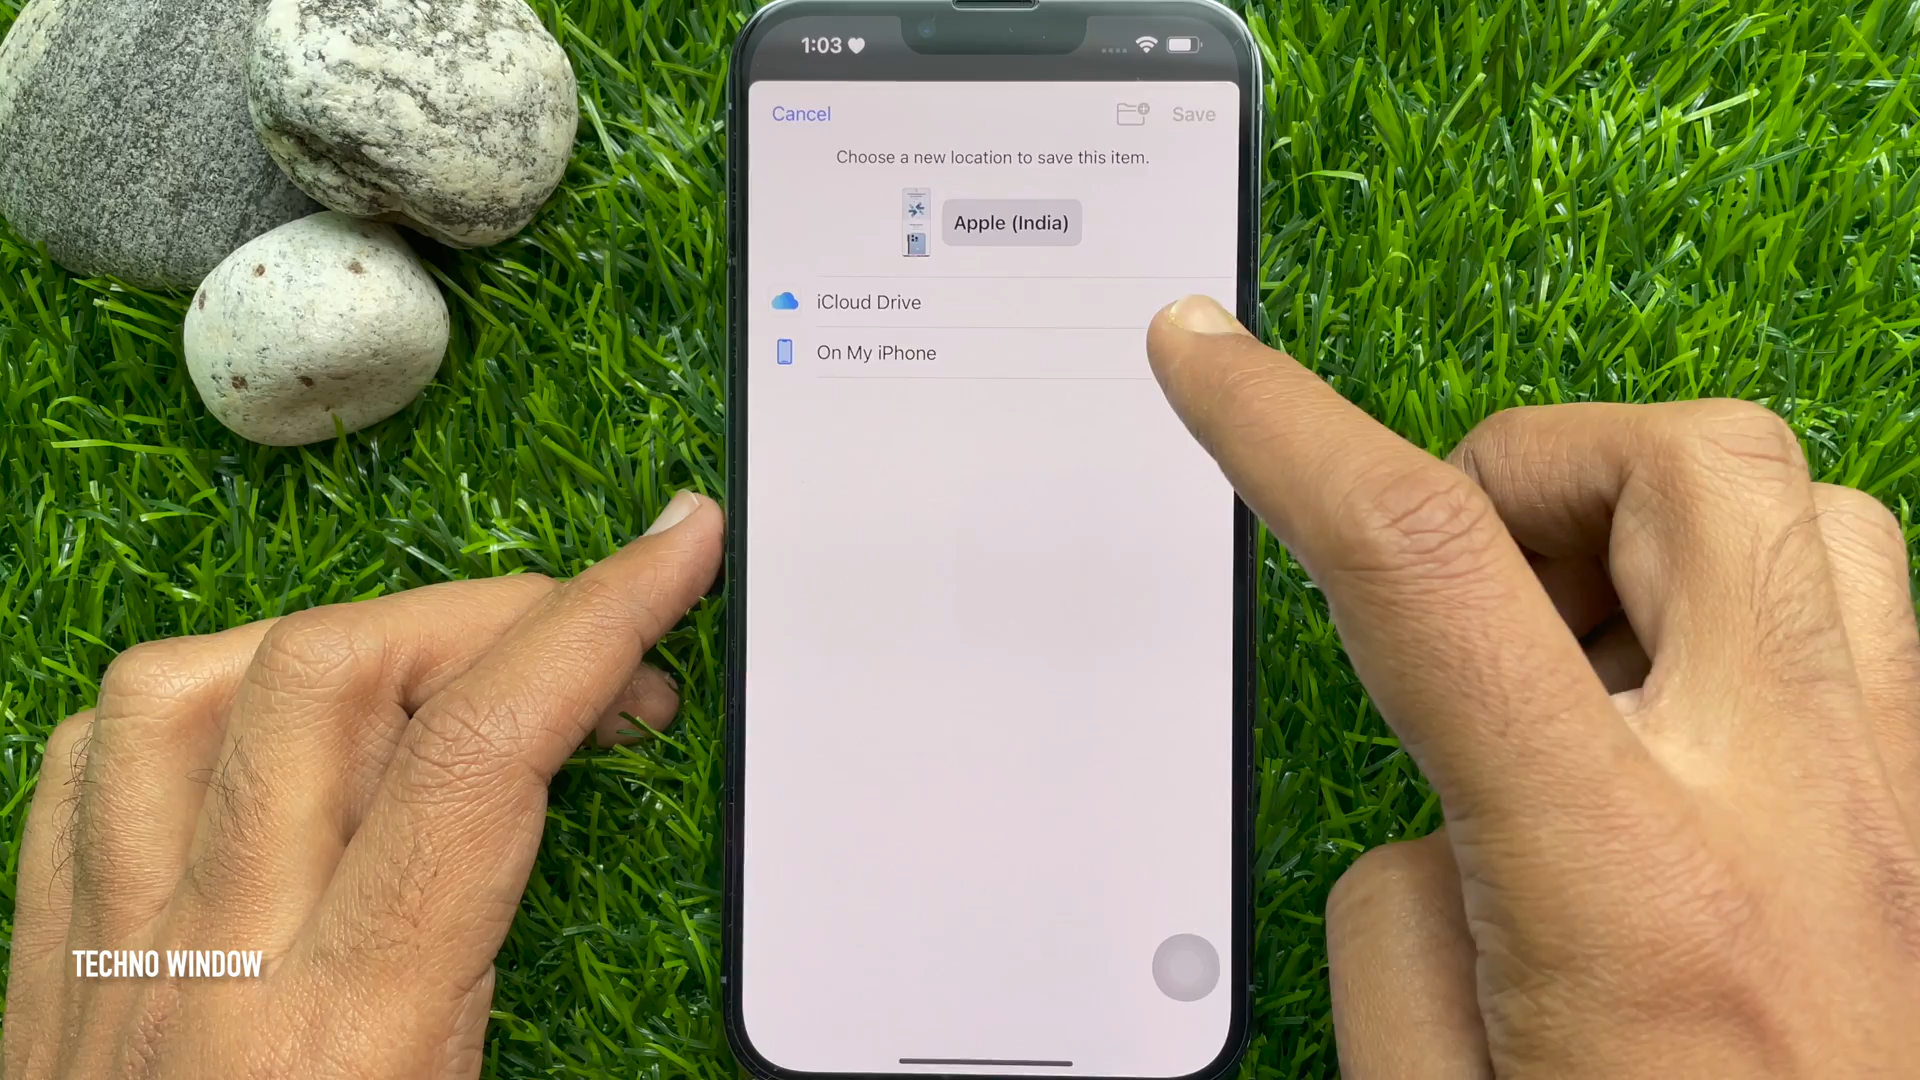 1:03
Cancel
Save
Choose a new location to save this item.
Apple (India)
iCloud Drive
On My iPhone
TECHNO WINDOW